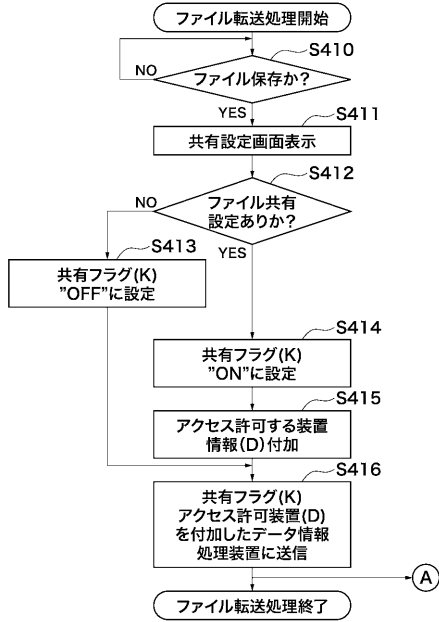 ファイル転送処理開始
S410
ファイル保存か?
NO
YES
S411
共有設定画面表示
S412
ファイル共有
設定ありか?
NO
YES
S413
共有フラグ(K)
”OFF”に設定
S414
共有フラグ(K)
”ON”に設定
S415
アクセス許可する装置
情報(D)付加
S416
共有フラグ(K)
アクセス許可装置(D)
を付加したデータ情報
処理装置に送信
A
ファイル転送処理終了